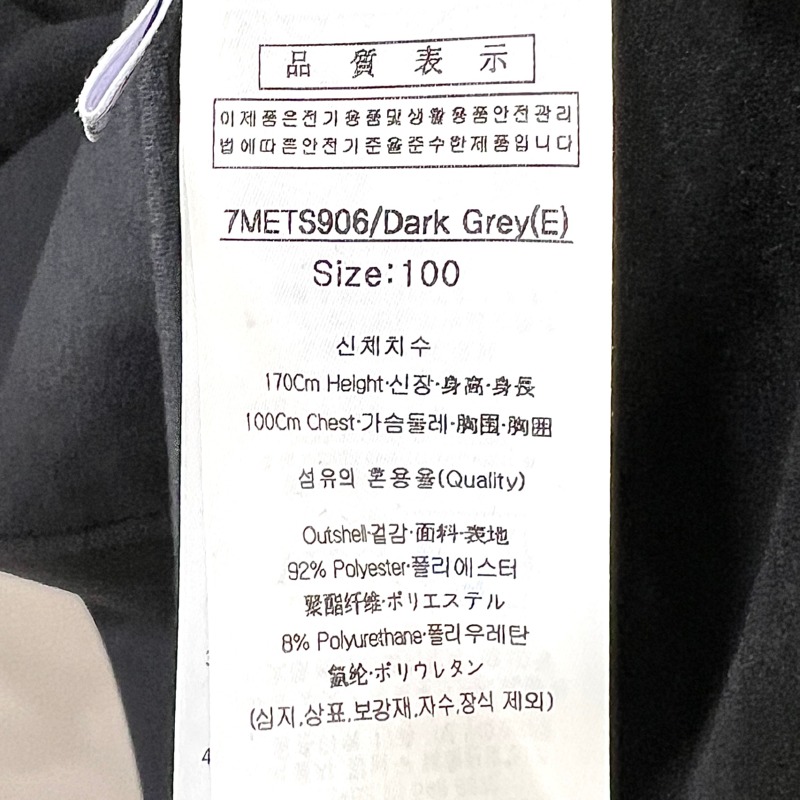 品質表示
이제품은전기용품및생활용품안전관리
법에따른안전기준을준수한제품입니다
7METS906/Dark Grey(E)
Size:100
신체치수
170Cm Height·신장·身高·身長
100Cm Chest·가슴둘레·胸围·胸囲
섬유의 혼용율(Quality)
Outshell·겉감·面料·表地
92% Polyester·폴리에스터
聚酯纤维·ポリエステル
8% Polyurethane·폴리우레탄
氨纶·ポリウレタン
(심지,상표,보강재,자수,장식 제외)